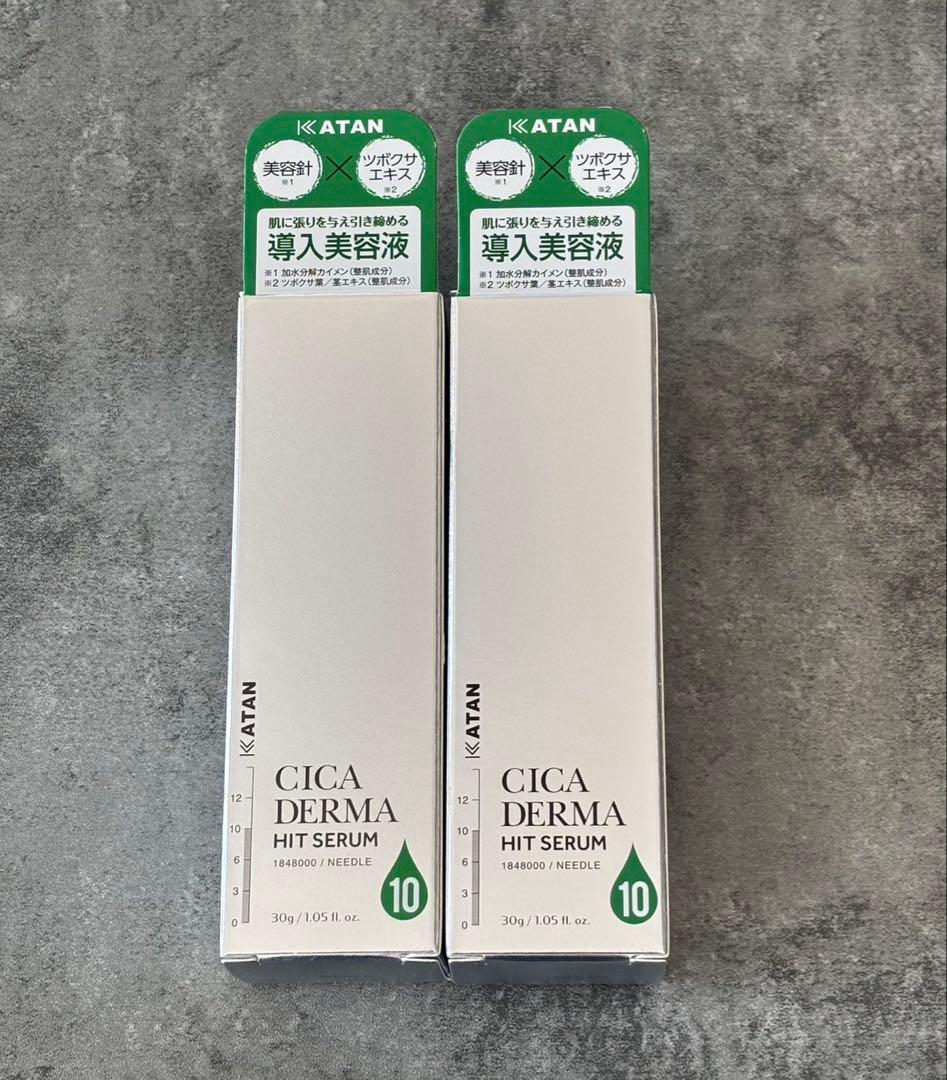 KATAN
美容針
※1
×
ツボクサ
エキス
※2
肌に張りを与え引き締める
導入美容液
※1 加水分解カイメン(整肌成分)
※2 ツボクサ葉/茎エキス(整肌成分)
KATAN
CICA
DERMA
HIT SERUM
1848000 / NEEDLE
12
10
6
3
0
10
30g / 1.05 fl. oz.
KATAN
美容針
※1
×
ツボクサ
エキス
※2
肌に張りを与え引き締める
導入美容液
※1 加水分解カイメン(整肌成分)
※2 ツボクサ葉/茎エキス(整肌成分)
KATAN
CICA
DERMA
HIT SERUM
1848000 / NEEDLE
12
10
6
3
0
10
30g / 1.05 fl. oz.